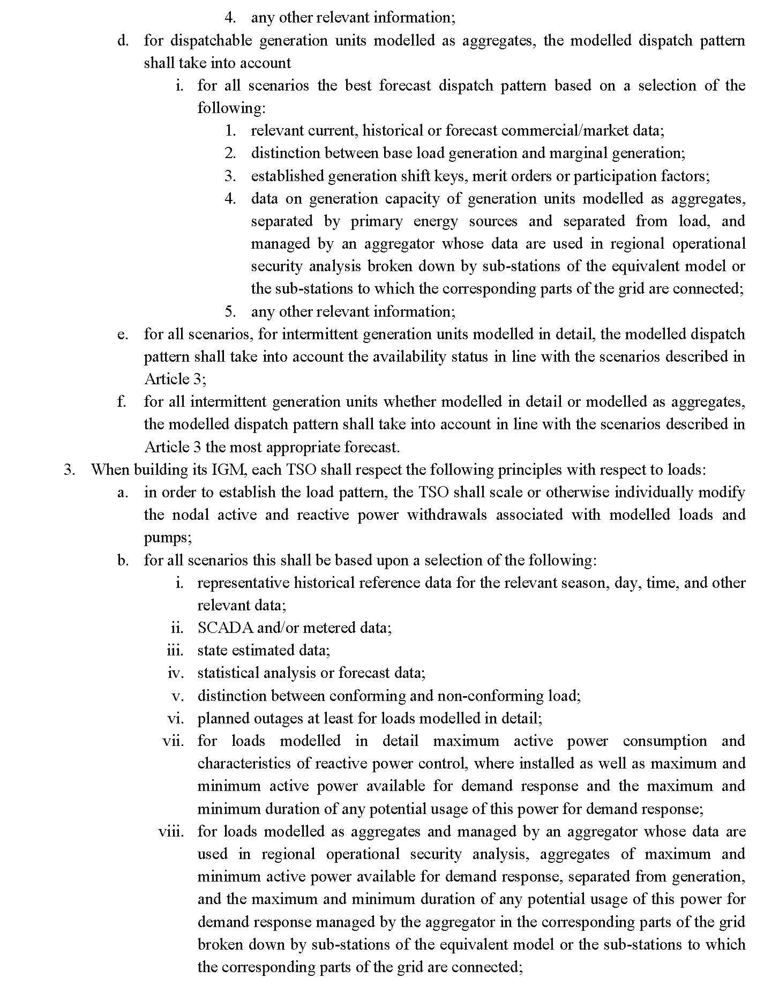 4. any other relevant information;
d. for dispatchable generation units modelled as aggregates, the modelled dispatch pattern
shall take into account
i. for all scenarios the best forecast dispatch pattern based on a selection of the
following:
1. relevant current, historical or forecast commercial/market data;
2. distinction between base load generation and marginal generation;
3. established generation shift keys, merit orders or participation factors;
4. data on generation capacity of generation units modelled as aggregates,
separated by primary energy sources and separated from load, and
managed by an aggregator whose data are used in regional operational
security analysis broken down by sub-stations of the equivalent model or
the sub-stations to which the corresponding parts of the grid are connected;
5. any other relevant information;
e. for all scenarios, for intermittent generation units modelled in detail, the modelled dispatch
pattern shall take into account the availability status in line with the scenarios described in
Article 3;
f. for all intermittent generation units whether modelled in detail or modelled as aggregates,
the modelled dispatch pattern shall take into account in line with the scenarios described in
Article 3 the most appropriate forecast.
3. When building its IGM, each TSO shall respect the following principles with respect to loads:
a. in order to establish the load pattern, the TSO shall scale or otherwise individually modify
the nodal active and reactive power withdrawals associated with modelled loads and
pumps;
b. for all scenarios this shall be based upon a selection of the following:
i. representative historical reference data for the relevant season, day, time, and other
relevant data;
ii. SCADA and/or metered data;
iii. state estimated data;
iv. statistical analysis or forecast data;
v. distinction between conforming and non-conforming load;
vi. planned outages at least for loads modelled in detail;
vii. for loads modelled in detail maximum active power consumption and
characteristics of reactive power control, where installed as well as maximum and
minimum active power available for demand response and the maximum and
minimum duration of any potential usage of this power for demand response;
viii. for loads modelled as aggregates and managed by an aggregator whose data are
used in regional operational security analysis, aggregates of maximum and
minimum active power available for demand response, separated from generation,
and the maximum and minimum duration of any potential usage of this power for
demand response managed by the aggregator in the corresponding parts of the grid
broken down by sub-stations of the equivalent model or the sub-stations to which
the corresponding parts of the grid are connected;